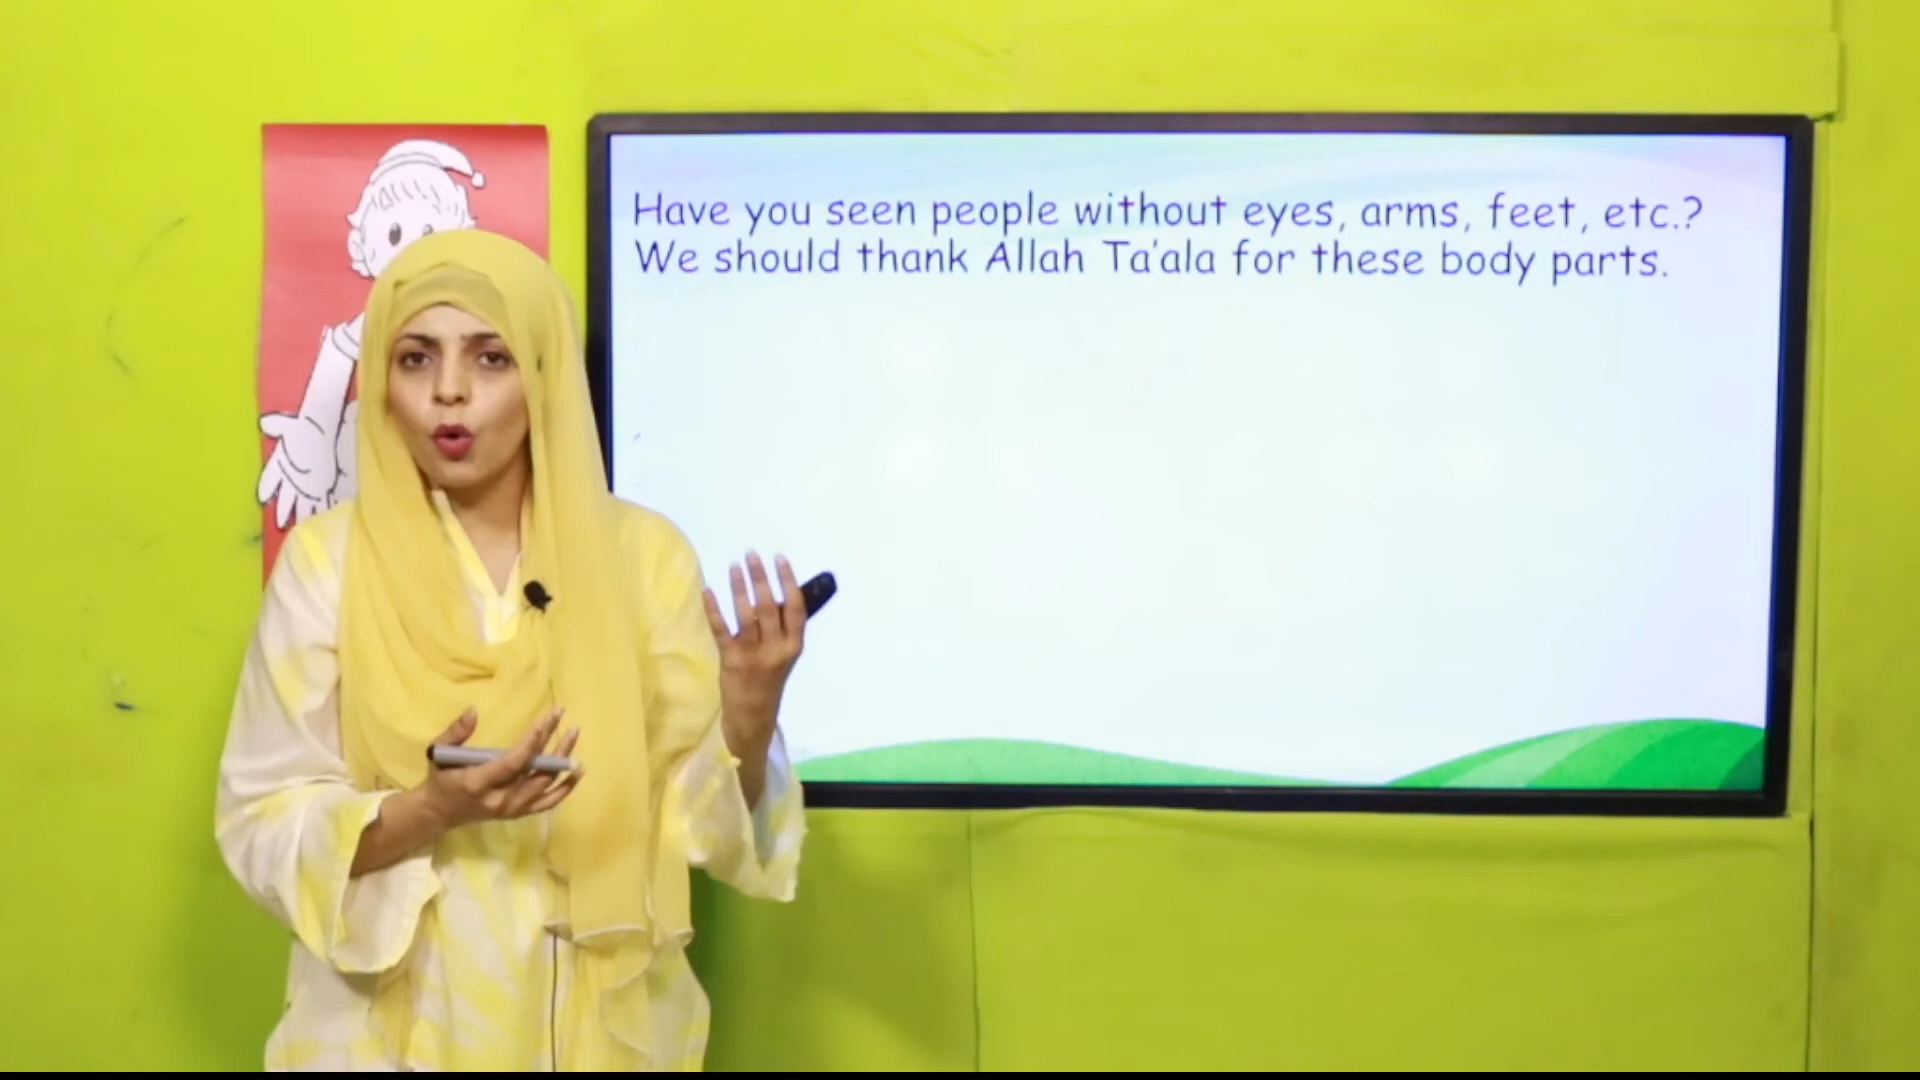 Have you seen people without eyes, arms, feet, etc.?
We should thank Allah Ta'ala for these body parts.